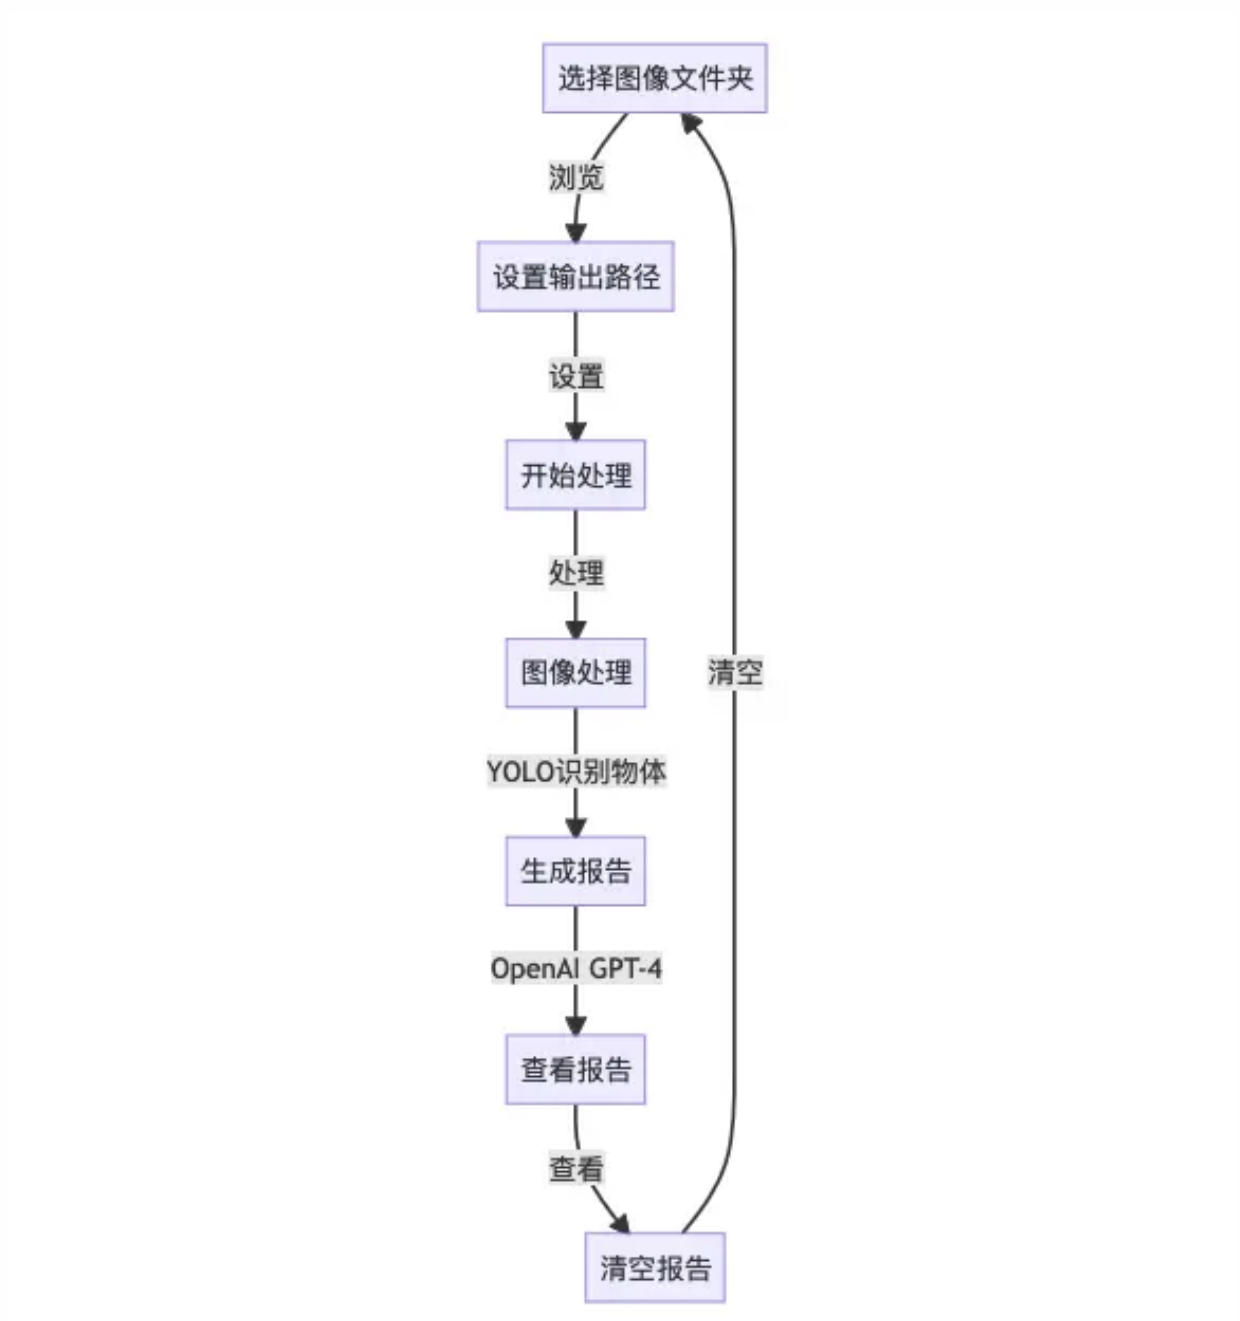 选择图像文件夹
浏览
设置输出路径
设置
开始处理
处理
图像处理
清空
YOLO识别物体
生成报告
OpenAI GPT-4
查看报告
查看
清空报告